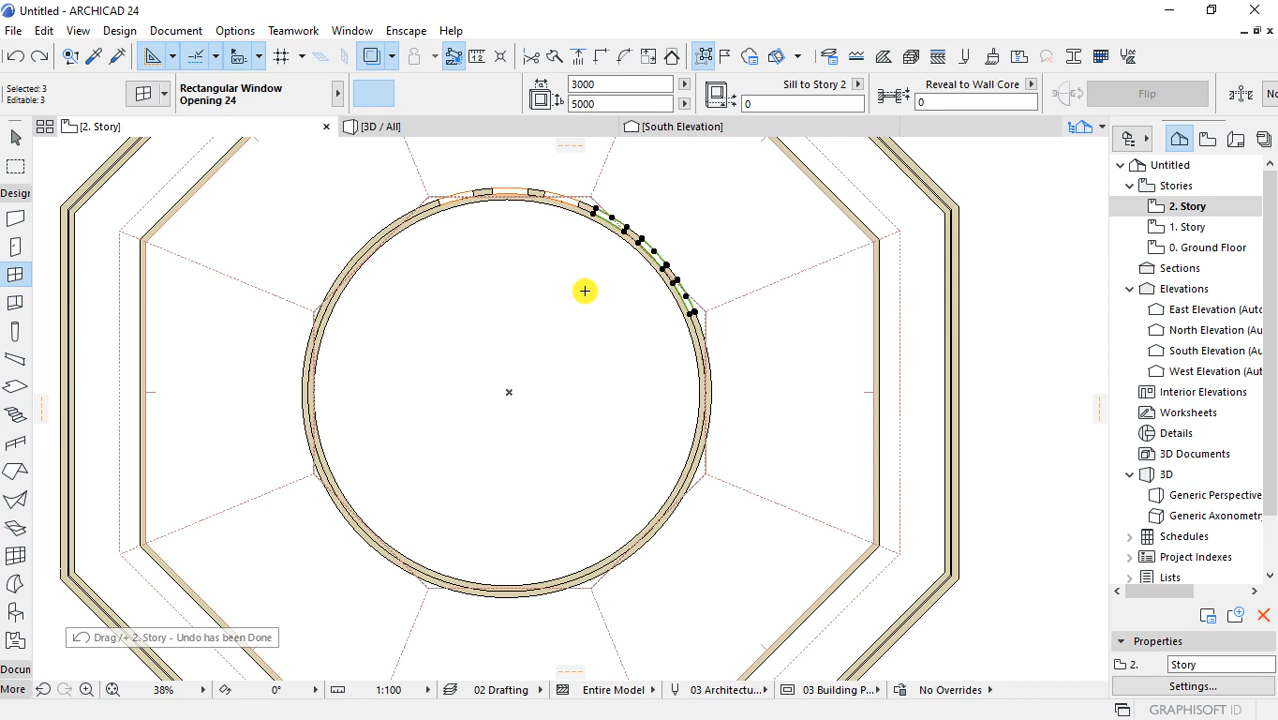 Untitled - ARCHICAD 24
File Edit View Design Document Options Teamwork Window Enscape Help
Selected: 3
Editable: 3
Rectangular Window
Opening 24
3000
5000
Sill to Story 2
0
Reveal to Wall Core
0
Flip
No
[2. Story]
[3D / All]
[South Elevation]
Design
Docun
More
Untitled
Stories
2. Story
1. Story
0. Ground Floor
Sections
Elevations
East Elevation (Auto
North Elevation (Aut
South Elevation (Aut
West Elevation (Aut
Interior Elevations
Worksheets
Details
3D Documents
3D
Generic Perspective
Generic Axonometr
Schedules
Project Indexes
Lists
Properties
2.
Story
Settings...
GRAPHISOFT ID
Drag /+ 2. Story - Undo has been Done
38%
0°
1:100
02 Drafting
Entire Model
03 Architectu...
03 Building P...
No Overrides